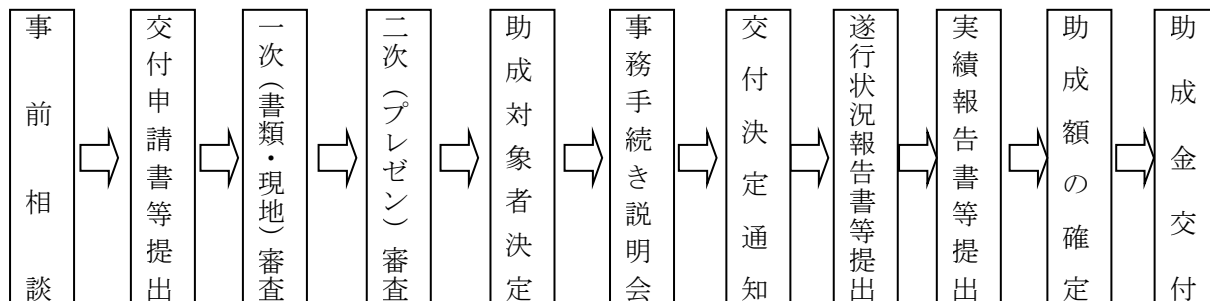 事前相談
交付申請書等提出
一次（書類・現地）審査
二次（プレゼン）審査
助成対象者決定
事務手続き説明会
交付決定通知
遂行状況報告書等提出
実績報告書等提出
助成額の確定
助成金交付